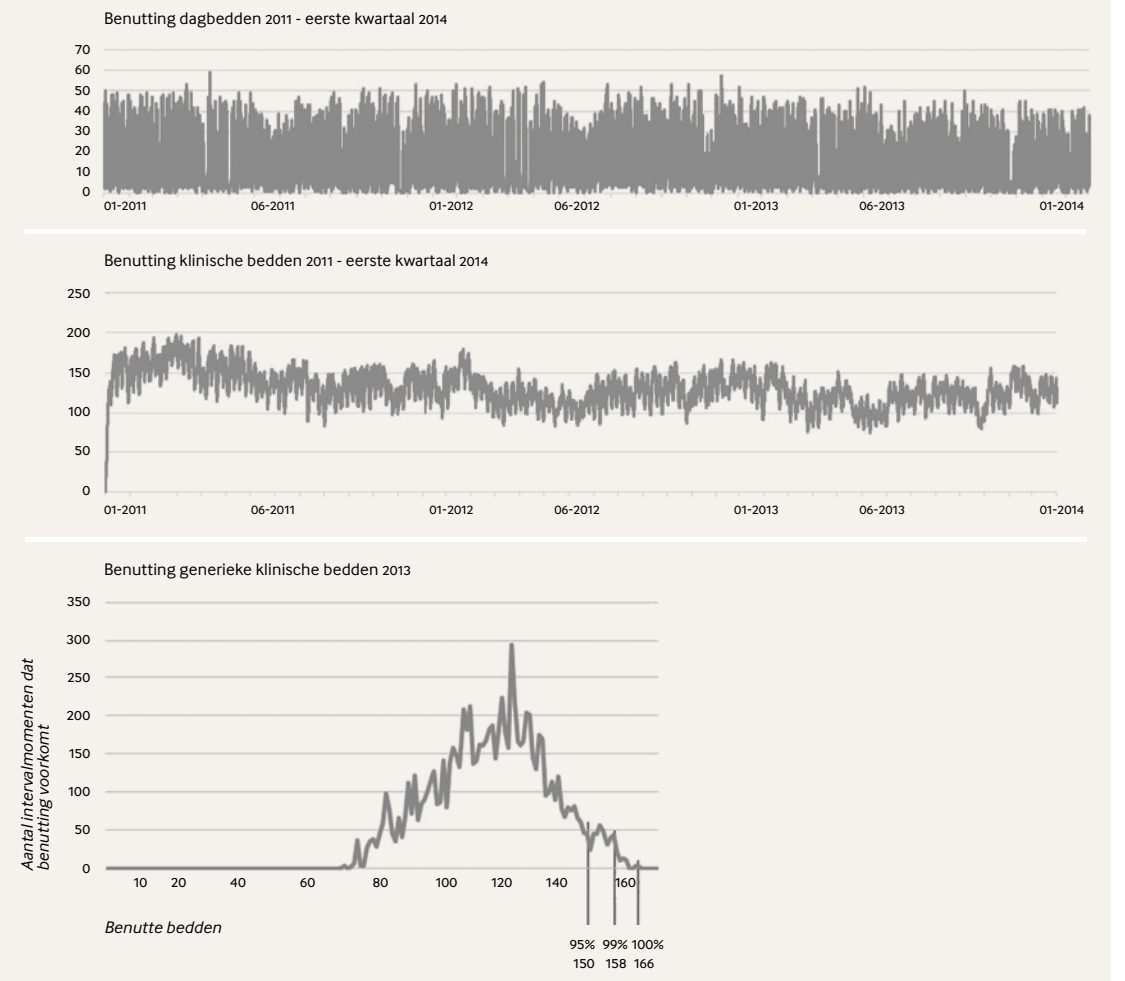 Benutting dagbedden 2011 - eerste kwartaal 2014
70
60
50
40
30
20
10
0
01-2011 06-2011 01-2012 06-2012 01-2013 06-2013 01-2014
Benutting klinische bedden 2011 - eerste kwartaal 2014
250
200
150
100
50
0
01-2011 06-2011 01-2012 06-2012 01-2013 06-2013 01-2014
Benutting generieke klinische bedden 2013
Aantal intervalmomenten dat
benutting voorkomt
350
300
250
200
150
100
50
0
10 20 40 60 80 100 120 140 160
Benutte bedden
95% 99% 100%
150 158 166